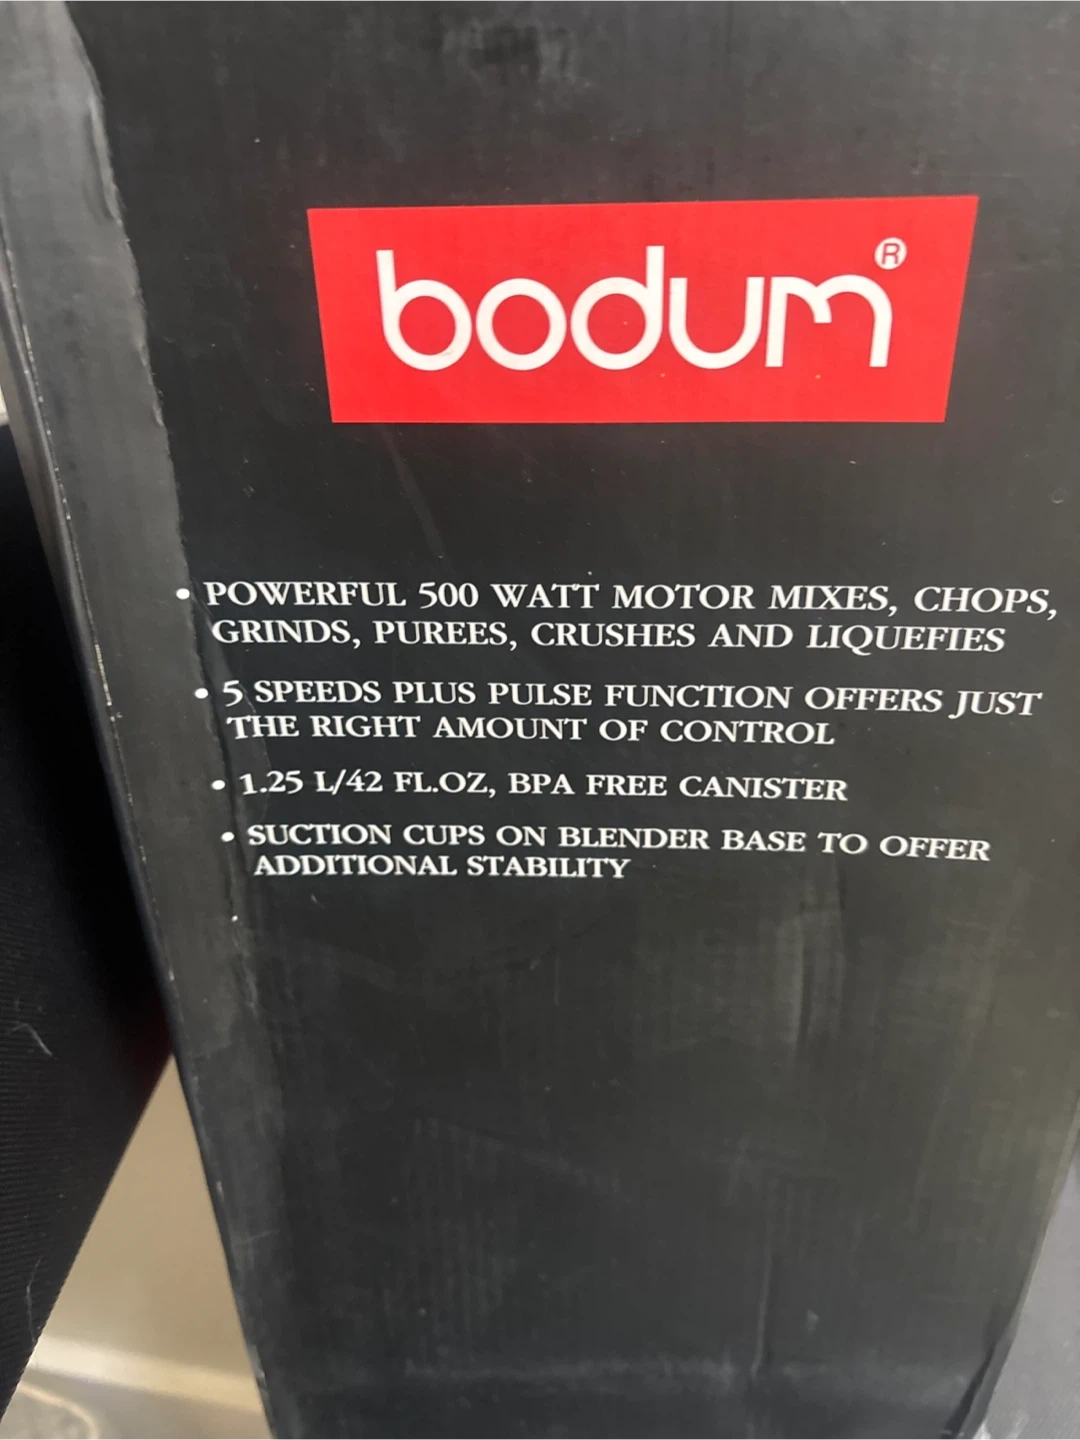 bodum®
• POWERFUL 500 WATT MOTOR MIXES, CHOPS,
GRINDS, PUREES, CRUSHES AND LIQUEFIES
• 5 SPEEDS PLUS PULSE FUNCTION OFFERS JUST
THE RIGHT AMOUNT OF CONTROL
• 1.25 L/42 FL.OZ, BPA FREE CANISTER
• SUCTION CUPS ON BLENDER BASE TO OFFER
ADDITIONAL STABILITY